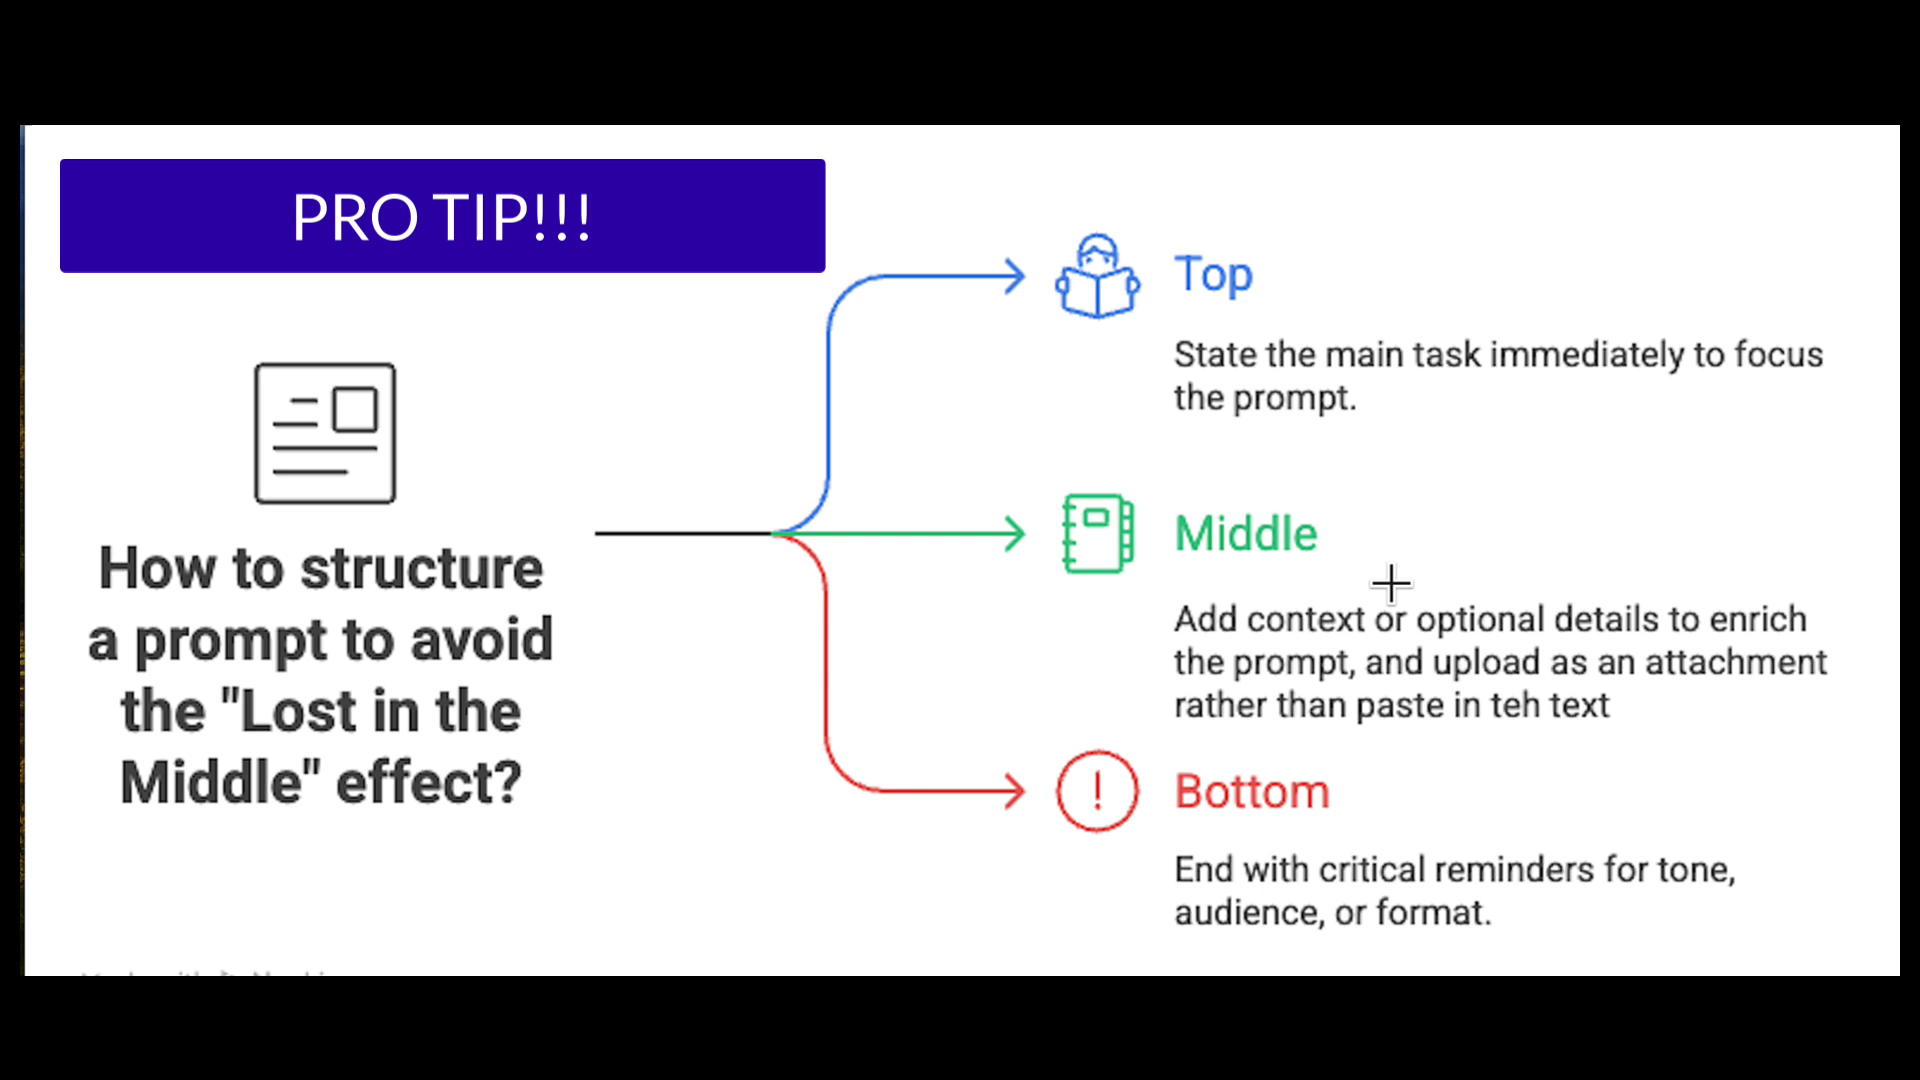 PRO TIP!!!
How to structure
a prompt to avoid
the "Lost in the
Middle" effect?
Top
State the main task immediately to focus
the prompt.
Middle
Add context or optional details to enrich
the prompt, and upload as an attachment
rather than paste in teh text
Bottom
End with critical reminders for tone,
audience, or format.